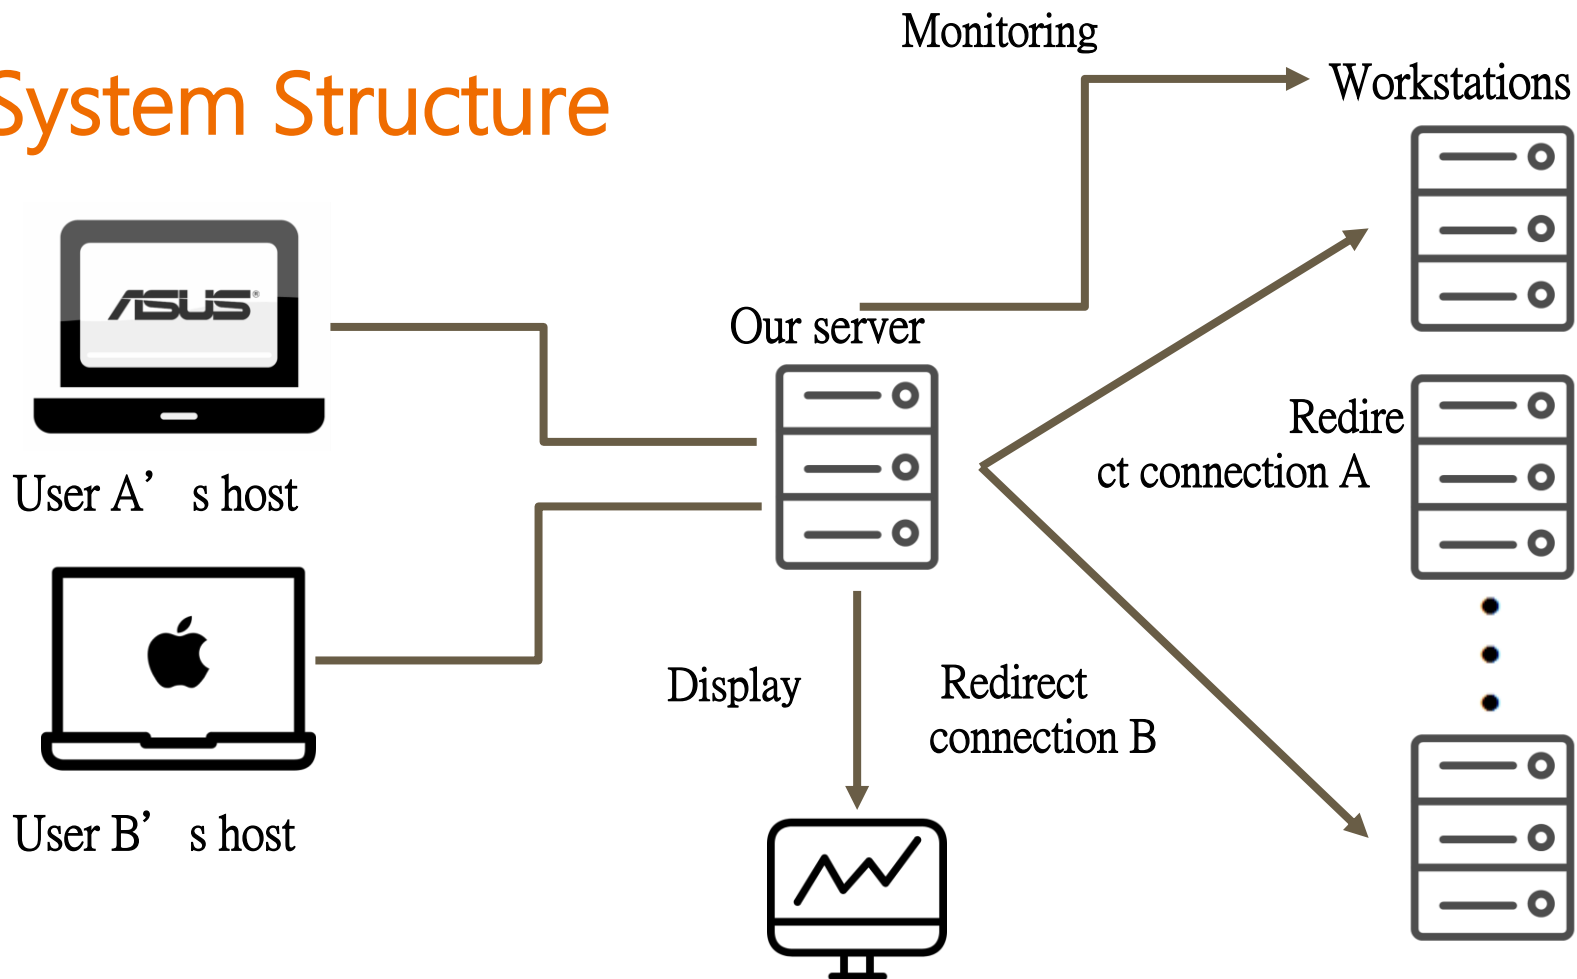 Monitoring
System Structure
Workstations
ASUS®
Our server
Redire
ct connection A
User A’s host
Display
Redirect
connection B
User B’s host